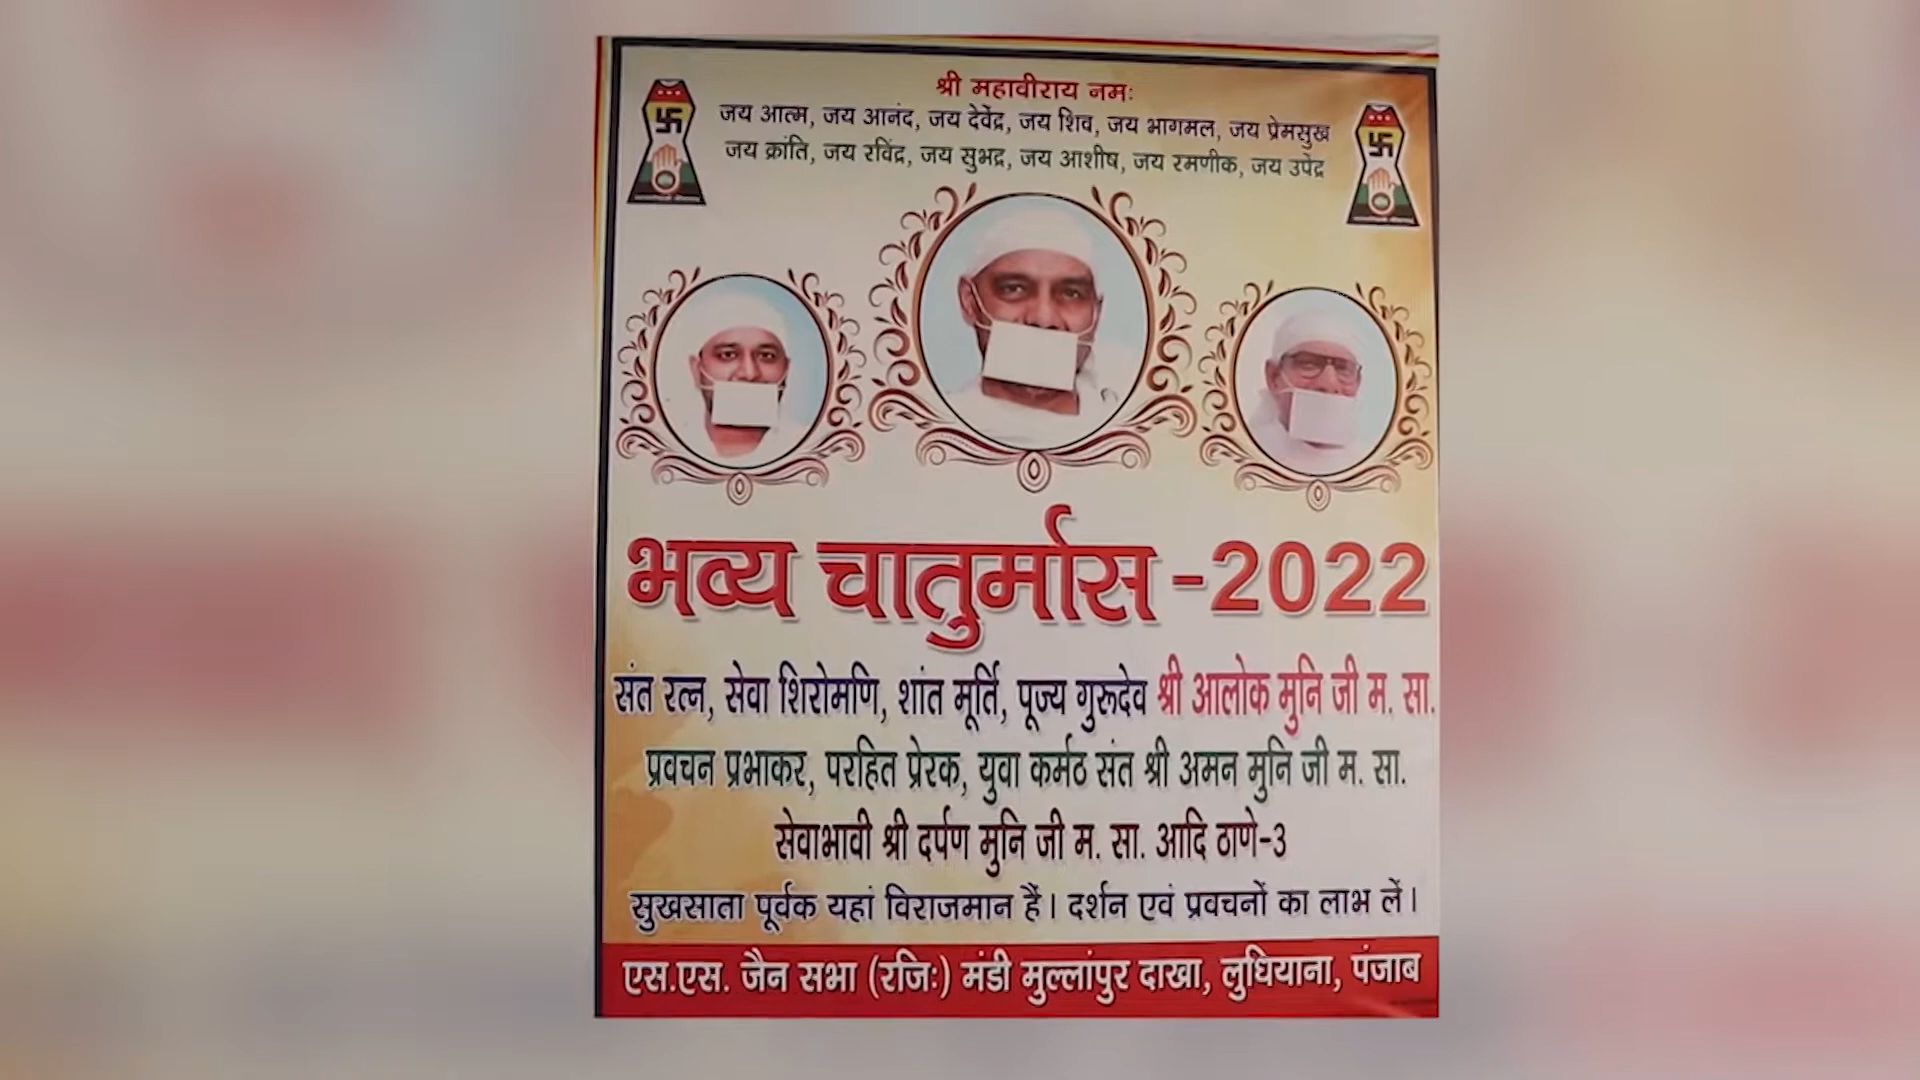 श्री महावीराय नमः
जय आत्म, जय आनंद, जय देवेंद्र, जय शिव, जय भागमल, जय प्रेमसुख
जय क्रांति, जय रविंद्र, जय सुभद्र, जय आशीष, जय रमणीक, जय उपेंद्र
भव्य चातुर्मास -2022
संत रत्न, सेवा शिरोमणि, शांत मूर्ति, पूज्य गुरुदेव श्री आलोक मुनि जी म. सा.
प्रवचन प्रभाकर, परहित प्रेरक, युवा कर्मठ संत श्री अमन मुनि जी म. सा.
सेवाभावी श्री दर्पण मुनि जी म. सा. आदि ठाणे-3
सुखसाता पूर्वक यहां विराजमान हैं। दर्शन एवं प्रवचनों का लाभ लें।
एस.एस. जैन सभा (रजिः) मंडी मुल्लांपुर दाखा, लुधियाना, पंजाब